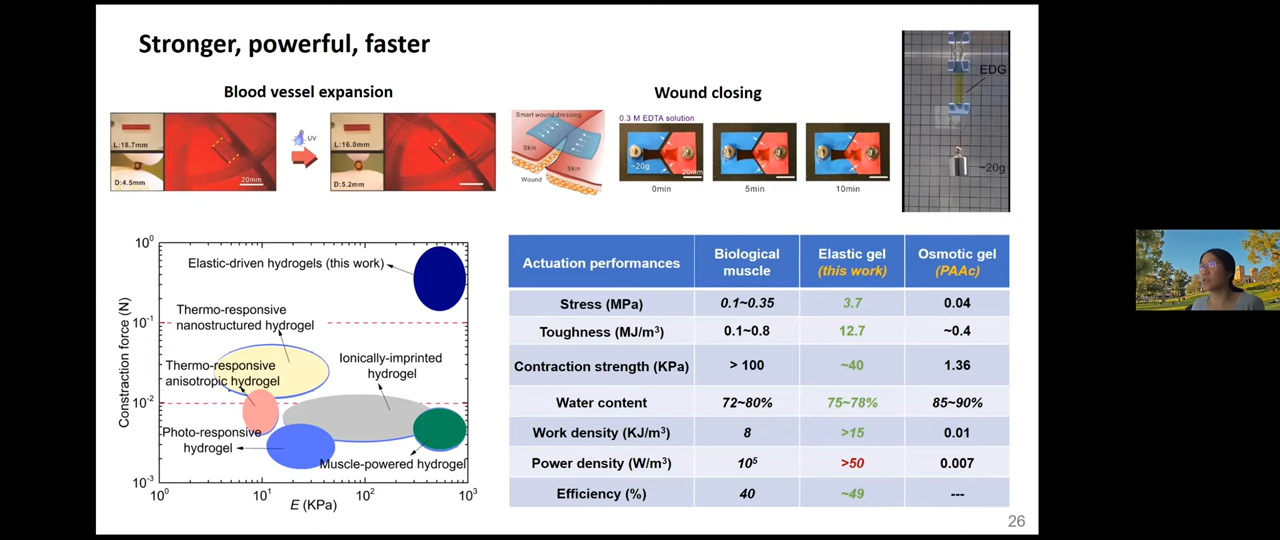 Stronger, powerful, faster
Blood vessel expansion
L:18.7mm
D:4.5mm
20mm
UV
L:16.0mm
D:5.2mm
Wound closing
Smart wound dressing
Skin
Skin
Wound
0.3 M EDTA solution
~20g
20mm
0min
5min
10min
EDG
~20g
10⁰
10⁻¹
10⁻²
10⁻³
Constraction force (N)
Elastic-driven hydrogels (this work)
Thermo-responsive
nanostructured hydrogel
Thermo-responsive
anisotropic hydrogel
Ionically-imprinted
hydrogel
Photo-responsive
hydrogel
Muscle-powered hydrogel
10⁰ 10¹ 10² 10³
E (KPa)
Actuation performances Biological muscle Elastic gel (this work) Osmotic gel (PAAc)
Stress (MPa) 0.1~0.35 3.7 0.04
Toughness (MJ/m³) 0.1~0.8 12.7 ~0.4
Contraction strength (KPa) > 100 ~40 1.36
Water content 72~80% 75~78% 85~90%
Work density (KJ/m³) 8 >15 0.01
Power density (W/m³) 10⁵ >50 0.007
Efficiency (%) 40 ~49 ---
26